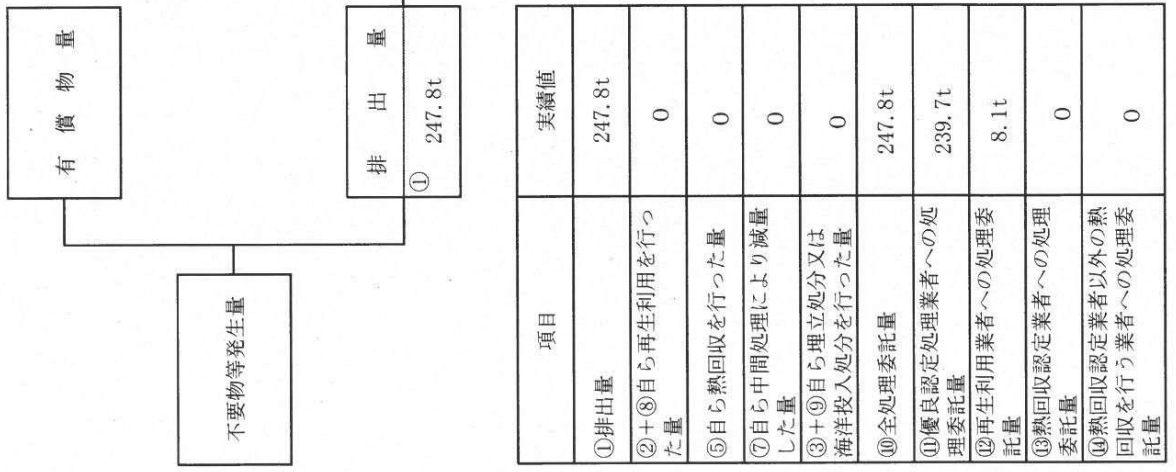 有償物量
不要物等発生量
排出量
①
247.8t
項目
実績値
①排出量
247.8t
②+⑧自ら再生利用を行っ
た量
0
⑤自ら熱回収を行った量
0
⑦自ら中間処理により減量
した量
0
③+⑨自ら埋立処分又は
海洋投入処分を行った量
0
⑩全処理委託量
247.8t
⑪優良認定処理業者への処
理委託量
239.7t
⑫再生利用業者への処理委
託量
8.1t
⑬熱回収認定業者への処理
委託量
0
⑭熱回収認定業者以外の熱
回収を行う業者への処理委
託量
0